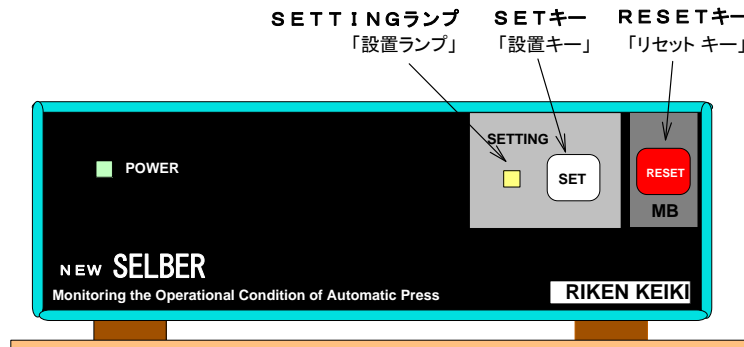 SETTINGランプ SETキー RESETキー
「設置ランプ」 「設置キー」 「リセット キー」
SETTING
POWER
SET
RESET
MB
NEW SELBER
Monitoring the Operational Condition of Automatic Press
RIKEN KEIKI